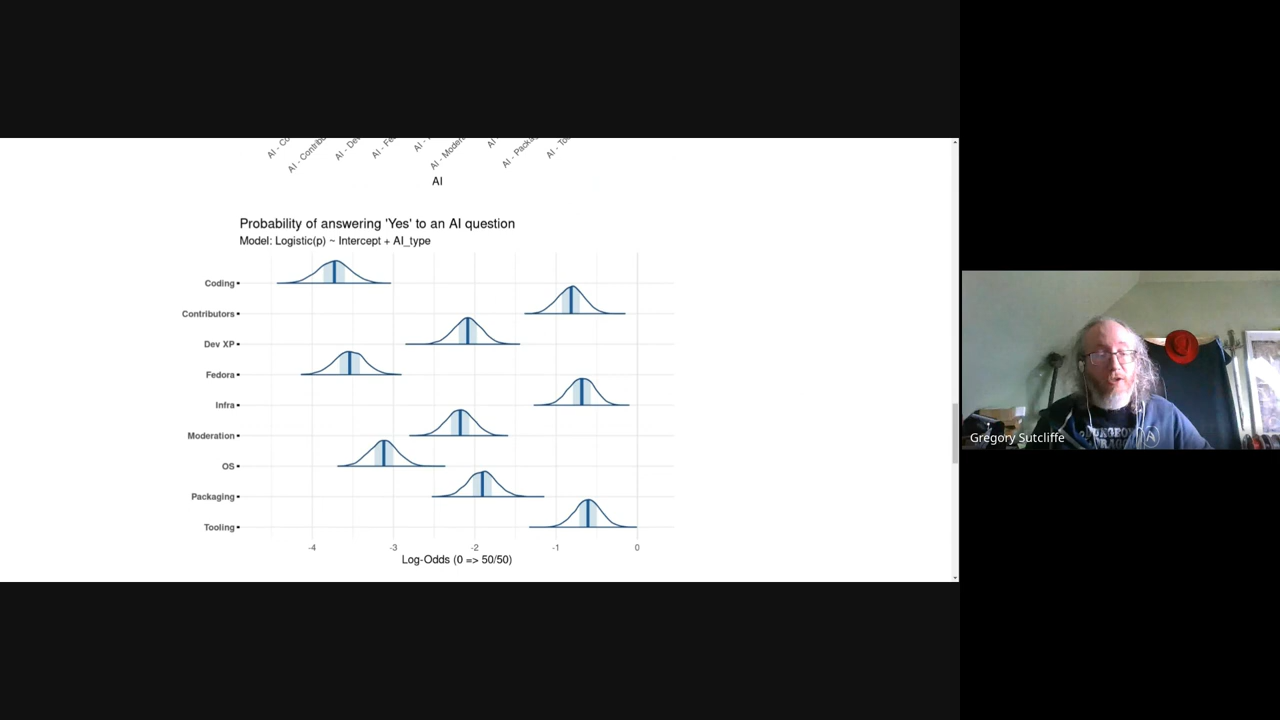 AI
Probability of answering 'Yes' to an AI question
Model: Logistic(p) ~ Intercept + AI_type
Coding
Contributors
Dev XP
Fedora
Infra
Moderation
OS
Packaging
Tooling
-4 -3 -2 -1 0
Log-Odds (0 => 50/50)
Gregory Sutcliffe